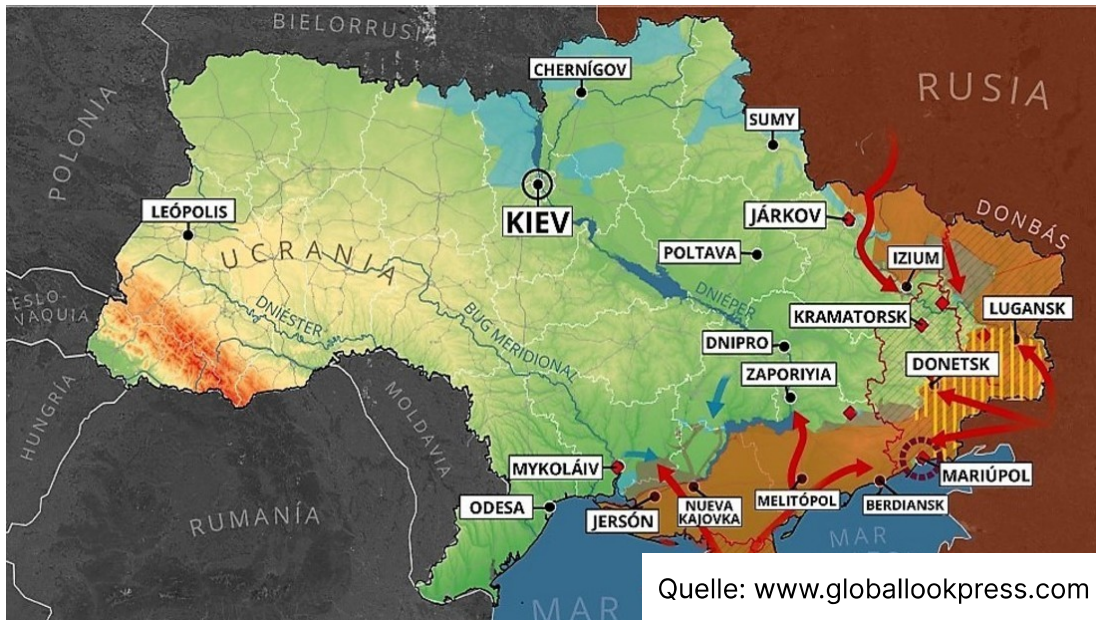 BIELORRUSIA
POLONIA
CHERNÍGOV
RUSIA
SUMY
LEÓPOLIS
KIEV
JÁRKOV
DONBÁS
UCRANIA
POLTAVA
IZIUM
ESLO-
VAQUIA
DNIÉSTER
BUG MERIDIONAL
DNIÉPER
KRAMATORSK
LUGANSK
DNIPRO
DONETSK
ZAPORIYIA
HUNGRÍA
MOLDAVIA
MYKOLÁIV
MARIÚPOL
ODESA
JERSÓN
NUEVA
KAJOVKA
MELITÓPOL
BERDIANSK
RUMANÍA
MAR
MAR
Quelle: www.globallookpress.com